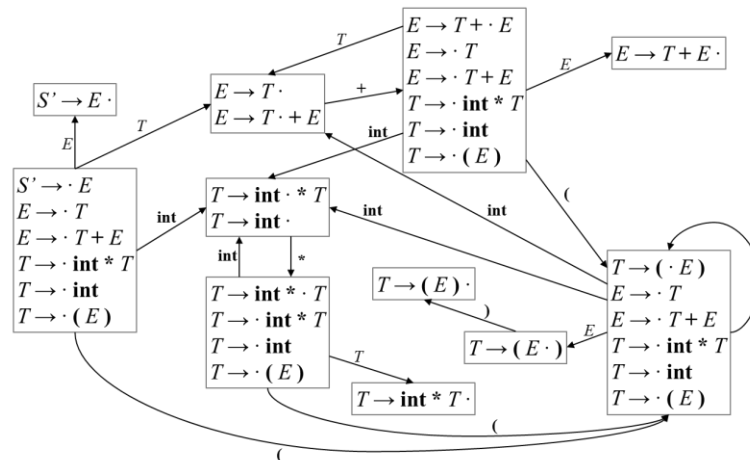 E → T + · E
E → · T
E → · T + E
T → · int * T
T → · int
T → · ( E )
E
E → T + E ·
T
S' → E ·
E → T ·
E → T · + E
+
E
T
int
S' → · E
E → · T
E → · T + E
T → · int * T
T → · int
T → · ( E )
int
T → int · * T
T → int ·
int
int
(
int
*
T → int * · T
T → · int * T
T → · int
T → · ( E )
T
T → int * T ·
T → ( E ) ·
)
T → ( E · )
E
T → ( · E )
E → · T
E → · T + E
T → · int * T
T → · int
T → · ( E )
(
(